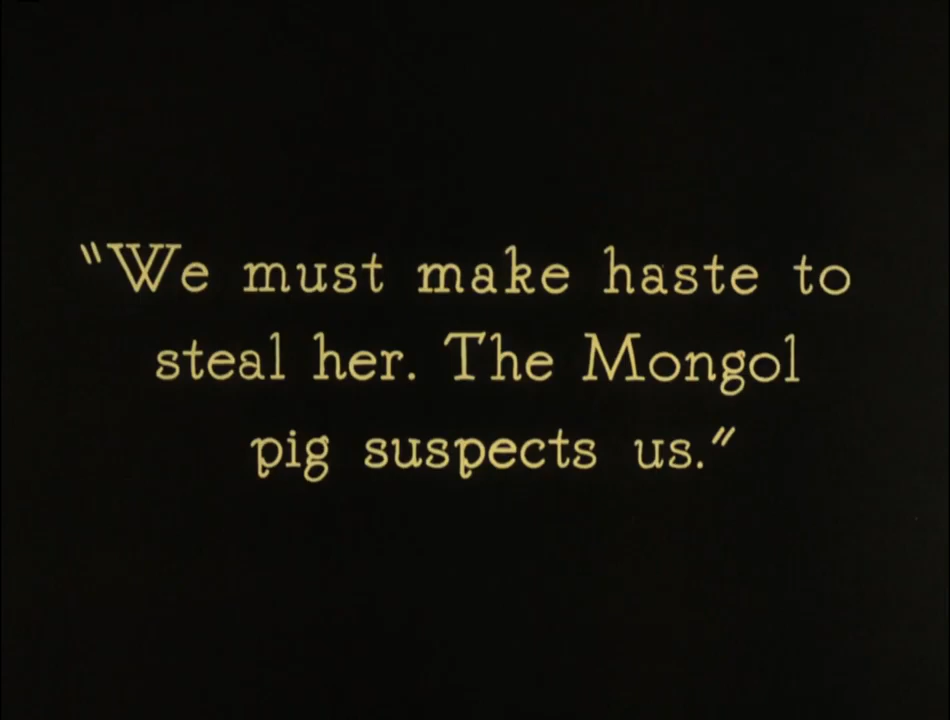 "We must make haste to
steal her. The Mongol
pig suspects us."